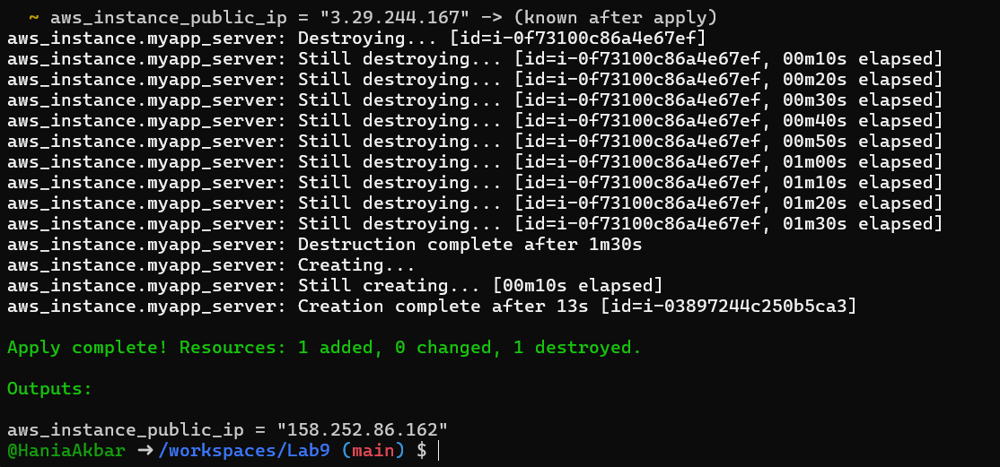 ~ aws_instance_public_ip = "3.29.244.167" -> (known after apply)
aws_instance.myapp_server: Destroying... [id=i-0f73100c86a4e67ef]
aws_instance.myapp_server: Still destroying... [id=i-0f73100c86a4e67ef, 00m10s elapsed]
aws_instance.myapp_server: Still destroying... [id=i-0f73100c86a4e67ef, 00m20s elapsed]
aws_instance.myapp_server: Still destroying... [id=i-0f73100c86a4e67ef, 00m30s elapsed]
aws_instance.myapp_server: Still destroying... [id=i-0f73100c86a4e67ef, 00m40s elapsed]
aws_instance.myapp_server: Still destroying... [id=i-0f73100c86a4e67ef, 00m50s elapsed]
aws_instance.myapp_server: Still destroying... [id=i-0f73100c86a4e67ef, 01m00s elapsed]
aws_instance.myapp_server: Still destroying... [id=i-0f73100c86a4e67ef, 01m10s elapsed]
aws_instance.myapp_server: Still destroying... [id=i-0f73100c86a4e67ef, 01m20s elapsed]
aws_instance.myapp_server: Still destroying... [id=i-0f73100c86a4e67ef, 01m30s elapsed]
aws_instance.myapp_server: Destruction complete after 1m30s
aws_instance.myapp_server: Creating...
aws_instance.myapp_server: Still creating... [00m10s elapsed]
aws_instance.myapp_server: Creation complete after 13s [id=i-03897244c250b5ca3]
Apply complete! Resources: 1 added, 0 changed, 1 destroyed.
Outputs:
aws_instance_public_ip = "158.252.86.162"
@HaniaAkbar ➜ /workspaces/Lab9 (main) $